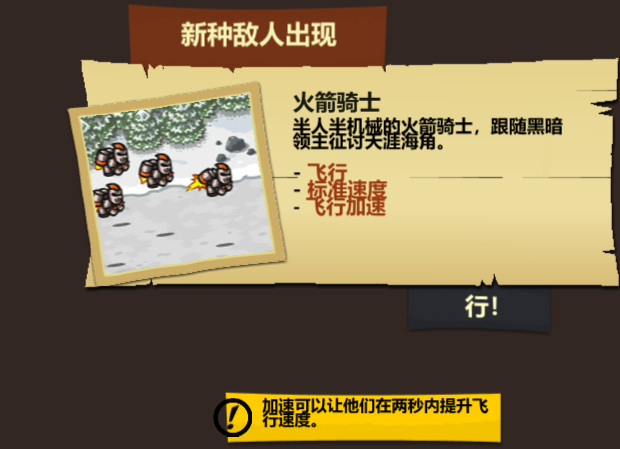 新种敌人出现
火箭骑士
半人半机械的火箭骑士，跟随黑暗
领主征讨天涯海角。
- 飞行
- 标准速度
- 飞行加速
行!
加速可以让他们在两秒内提升飞
行速度。